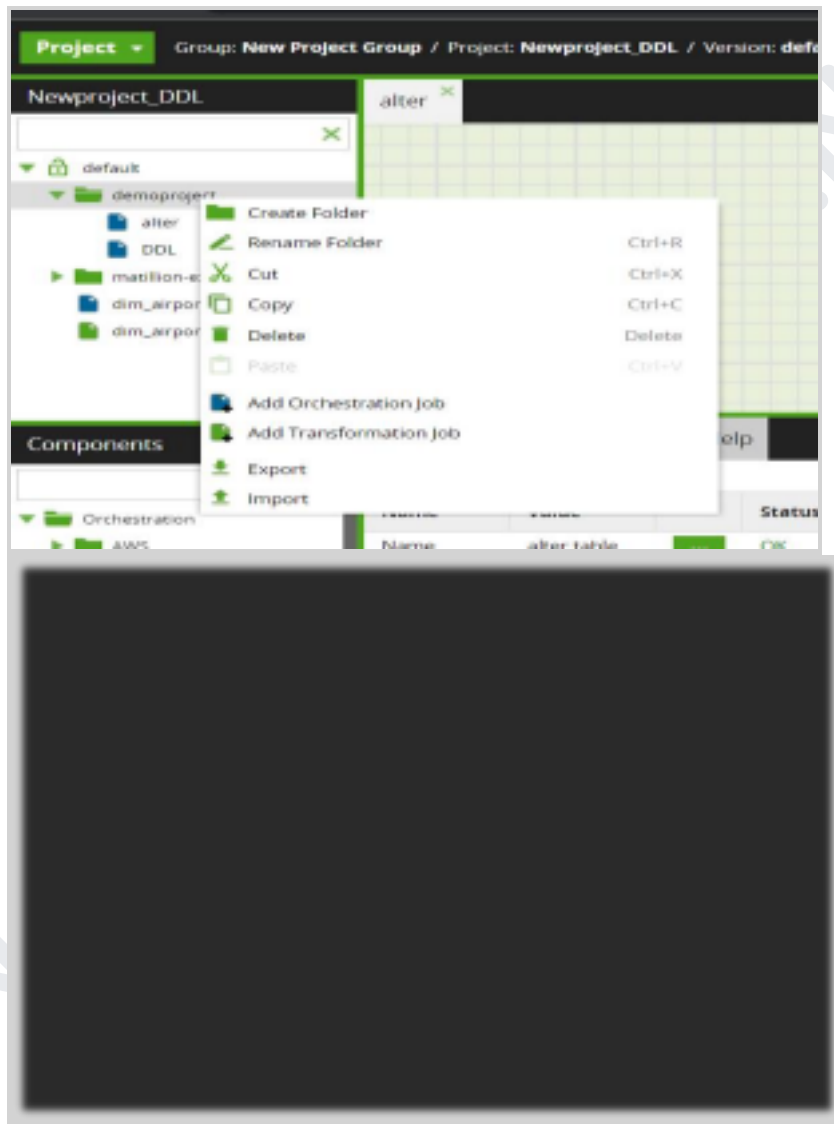 Project Group: New Project Group / Project: Newproject_DDL / Version: defa
Newproject_DDL
alter
default
demoproject
alter
DDL
matillion-e
dim_airpor
dim_airpor
Create Folder
Rename Folder Ctrl+R
Cut Ctrl+X
Copy Ctrl+C
Delete Delete
Paste Ctrl+V
Add Orchestration Job
Add Transformation Job
Export
Import
Components
elp
Orchestration
AWS
Name Value Status
Name alter table ... OK